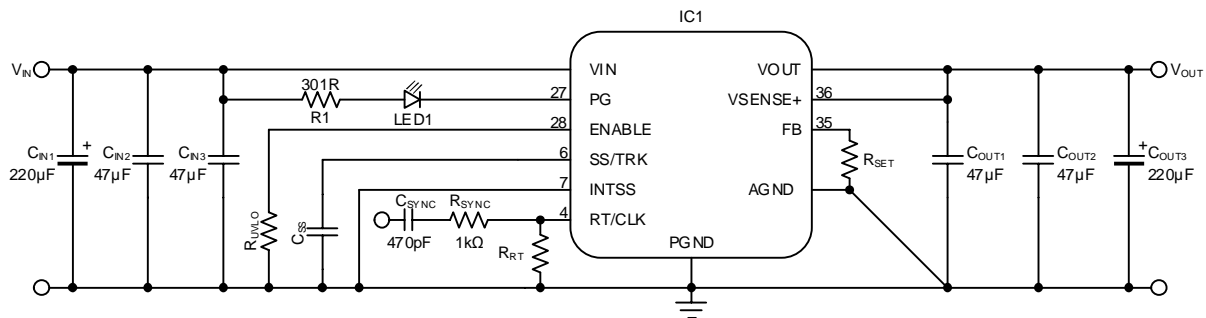 IC1
VIN
VIN
VOUT
VOUT
301R
R1
LED1
27
PG
VSENSE+
36
28
ENABLE
FB
35
CIN1
220µF
+
CIN2
47µF
CIN3
47µF
6
SS/TRK
RSET
COUT1
47µF
COUT2
47µF
+
COUT3
220µF
7
INTSS
AGND
CSYNC
470pF
RSYNC
1kΩ
4
RT/CLK
RUVLO
CSS
RRT
PGND